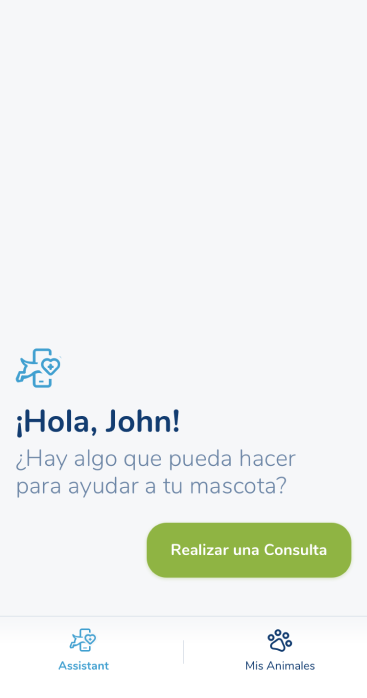 ¡Hola, John!
¿Hay algo que pueda hacer
para ayudar a tu mascota?
Realizar una Consulta
Assistant
Mis Animales